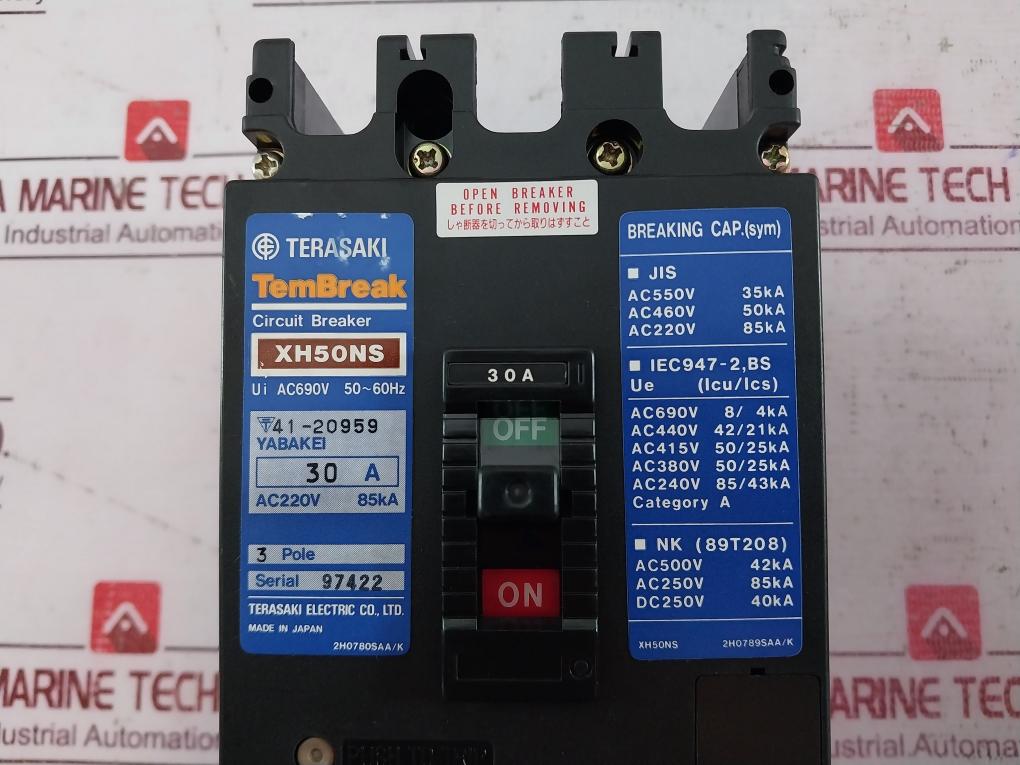 A MARINE TECH
Industrial Automation
OPEN BREAKER
BEFORE REMOVING
しゃ断器を切ってから取りはずすこと
TERASAKI
TemBreak
Circuit Breaker
XH50NS
Ui AC690V 50~60Hz
41-20959
YABAKEI
30 A
AC220V 85kA
3 Pole
Serial 97422
TERASAKI ELECTRIC CO., LTD.
MADE IN JAPAN
2H0780SAA/K
30A
I
OFF
ON
O
PUSH TO TRIP
BREAKING CAP.(sym)
■ JIS
AC550V 35kA
AC460V 50kA
AC220V 85kA
■ IEC947-2,BS
Ue (Icu/Ics)
AC690V 8/ 4kA
AC440V 42/21kA
AC415V 50/25kA
AC380V 50/25kA
AC240V 85/43kA
Category A
■ NK (89T208)
AC500V 42kA
AC250V 85kA
DC250V 40kA
XH50NS 2H0789SAA/K
A MARINE TECH
Industrial Automation
MARINE TECH
ustrial Automation
A MARINE TECH
Industrial Automation